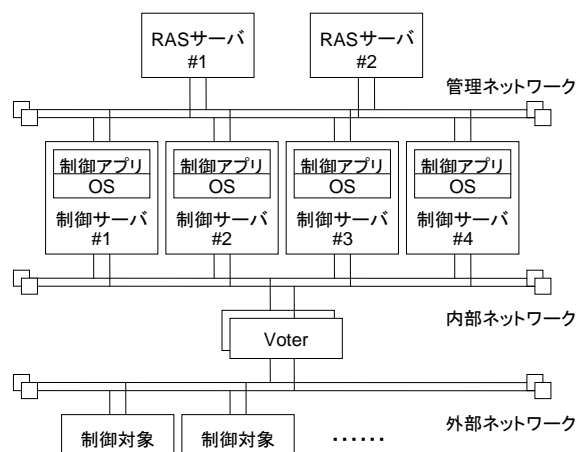 RASサーバ
#1
RASサーバ
#2
管理ネットワーク
制御アプリ
OS
制御サーバ
#1
制御アプリ
OS
制御サーバ
#2
制御アプリ
OS
制御サーバ
#3
制御アプリ
OS
制御サーバ
#4
内部ネットワーク
Voter
外部ネットワーク
制御対象
制御対象
……